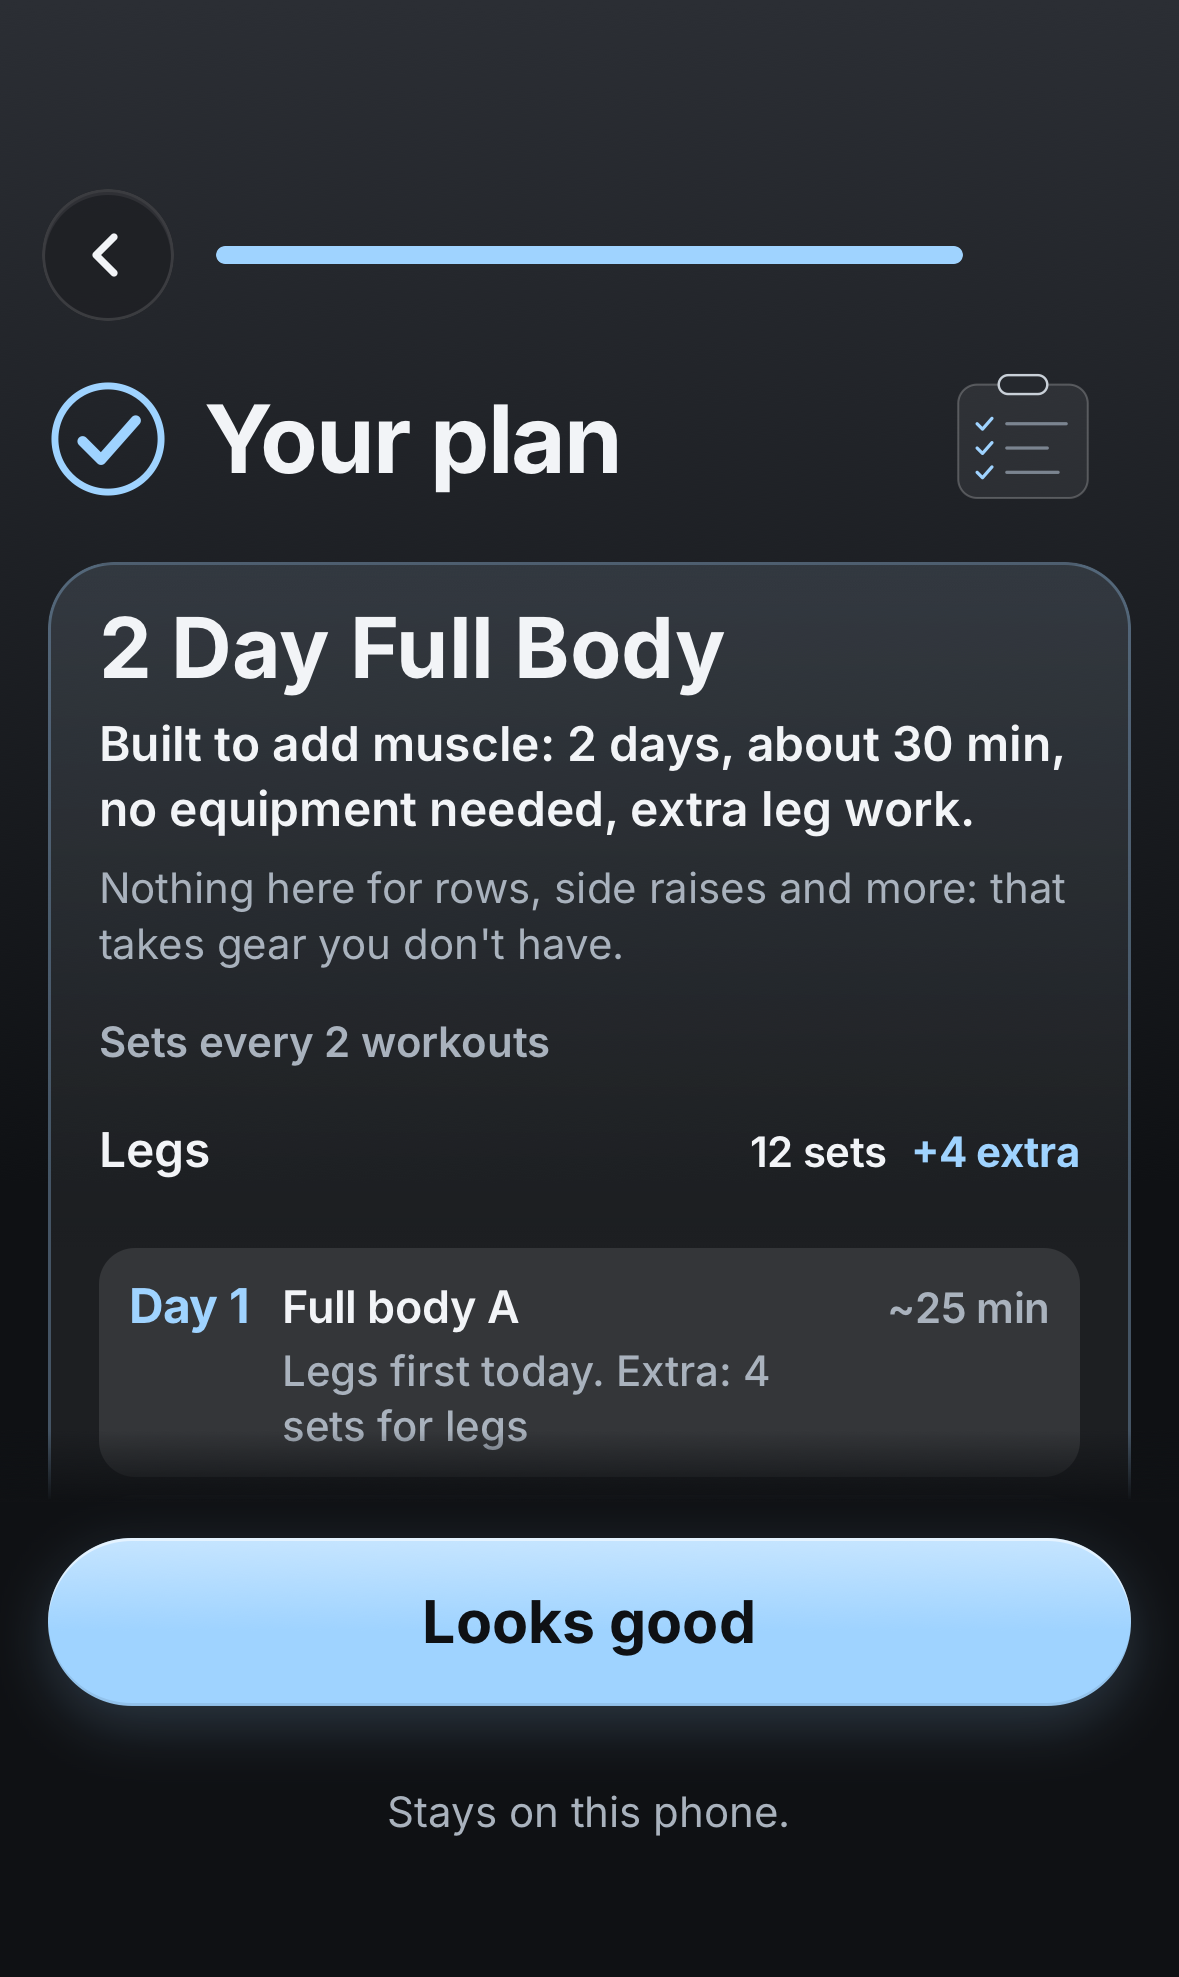 Your plan
2 Day Full Body
Built to add muscle: 2 days, about 30 min,
no equipment needed, extra leg work.
Nothing here for rows, side raises and more: that
takes gear you don't have.
Sets every 2 workouts
Legs 12 sets +4 extra
Day 1 Full body A ~25 min
Legs first today. Extra: 4
sets for legs
Looks good
Stays on this phone.